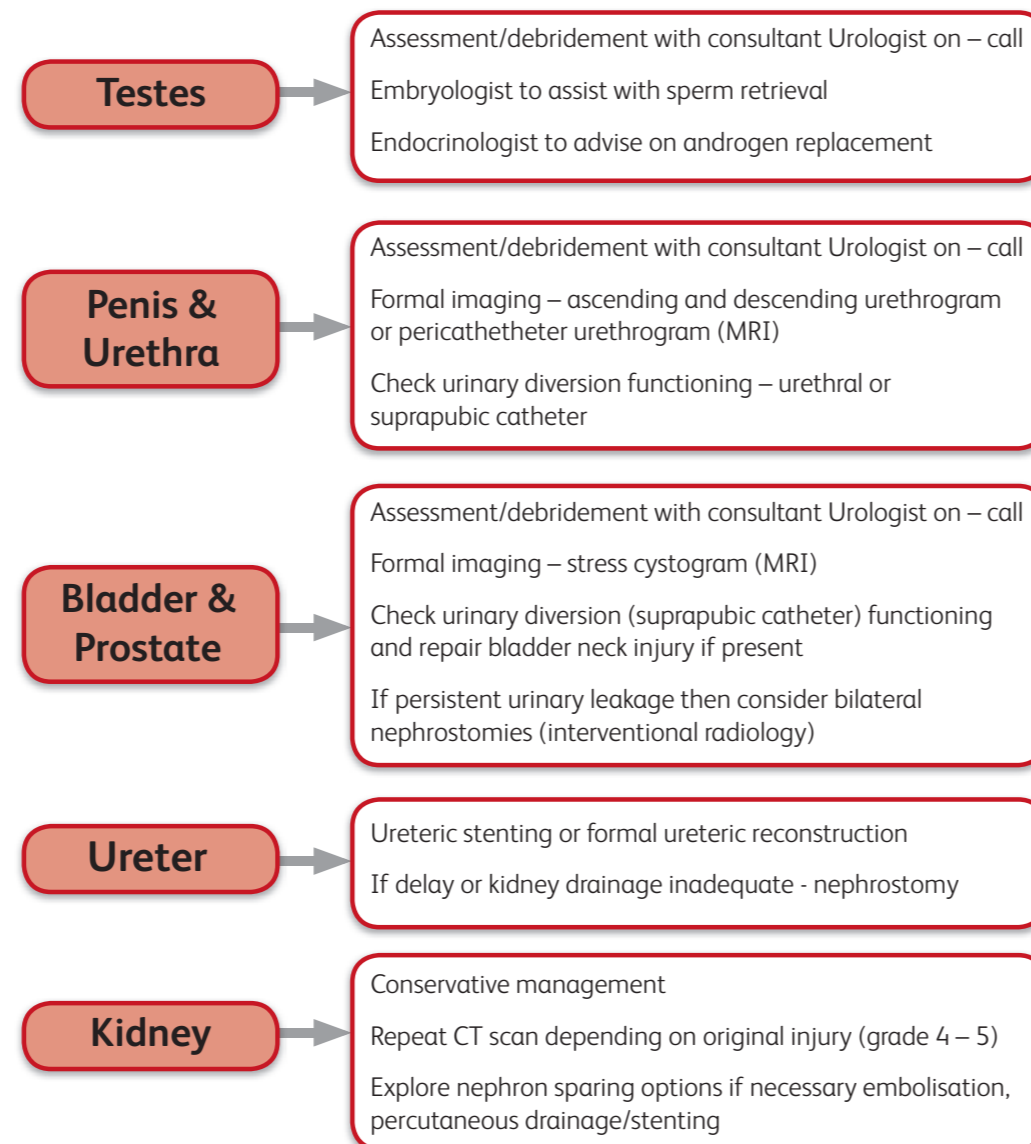 Testes
Assessment/debridement with consultant Urologist on – call
Embryologist to assist with sperm retrieval
Endocrinologist to advise on androgen replacement
Penis &
Urethra
Assessment/debridement with consultant Urologist on – call
Formal imaging – ascending and descending urethrogram
or pericathetheter urethrogram (MRI)
Check urinary diversion functioning – urethral or
suprapubic catheter
Bladder &
Prostate
Assessment/debridement with consultant Urologist on – call
Formal imaging – stress cystogram (MRI)
Check urinary diversion (suprapubic catheter) functioning
and repair bladder neck injury if present
If persistent urinary leakage then consider bilateral
nephrostomies (interventional radiology)
Ureter
Ureteric stenting or formal ureteric reconstruction
If delay or kidney drainage inadequate - nephrostomy
Kidney
Conservative management
Repeat CT scan depending on original injury (grade 4 – 5)
Explore nephron sparing options if necessary embolisation,
percutaneous drainage/stenting